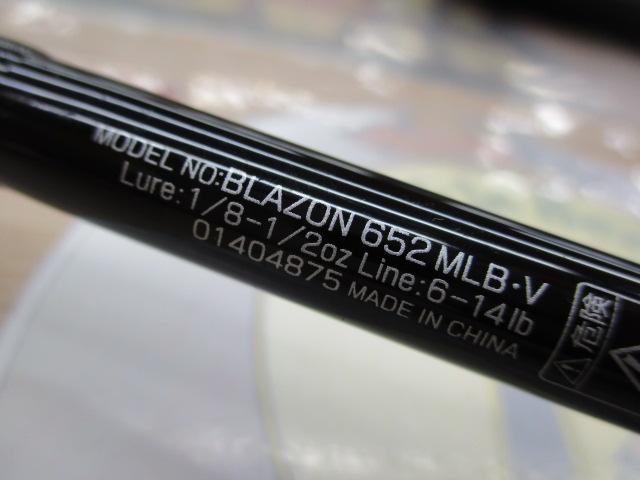 MODEL NO:BLAZON 652MLB・V
Lure:1/8-1/2oz Line:6-14lb
01404875 MADE IN CHINA
⚠危険